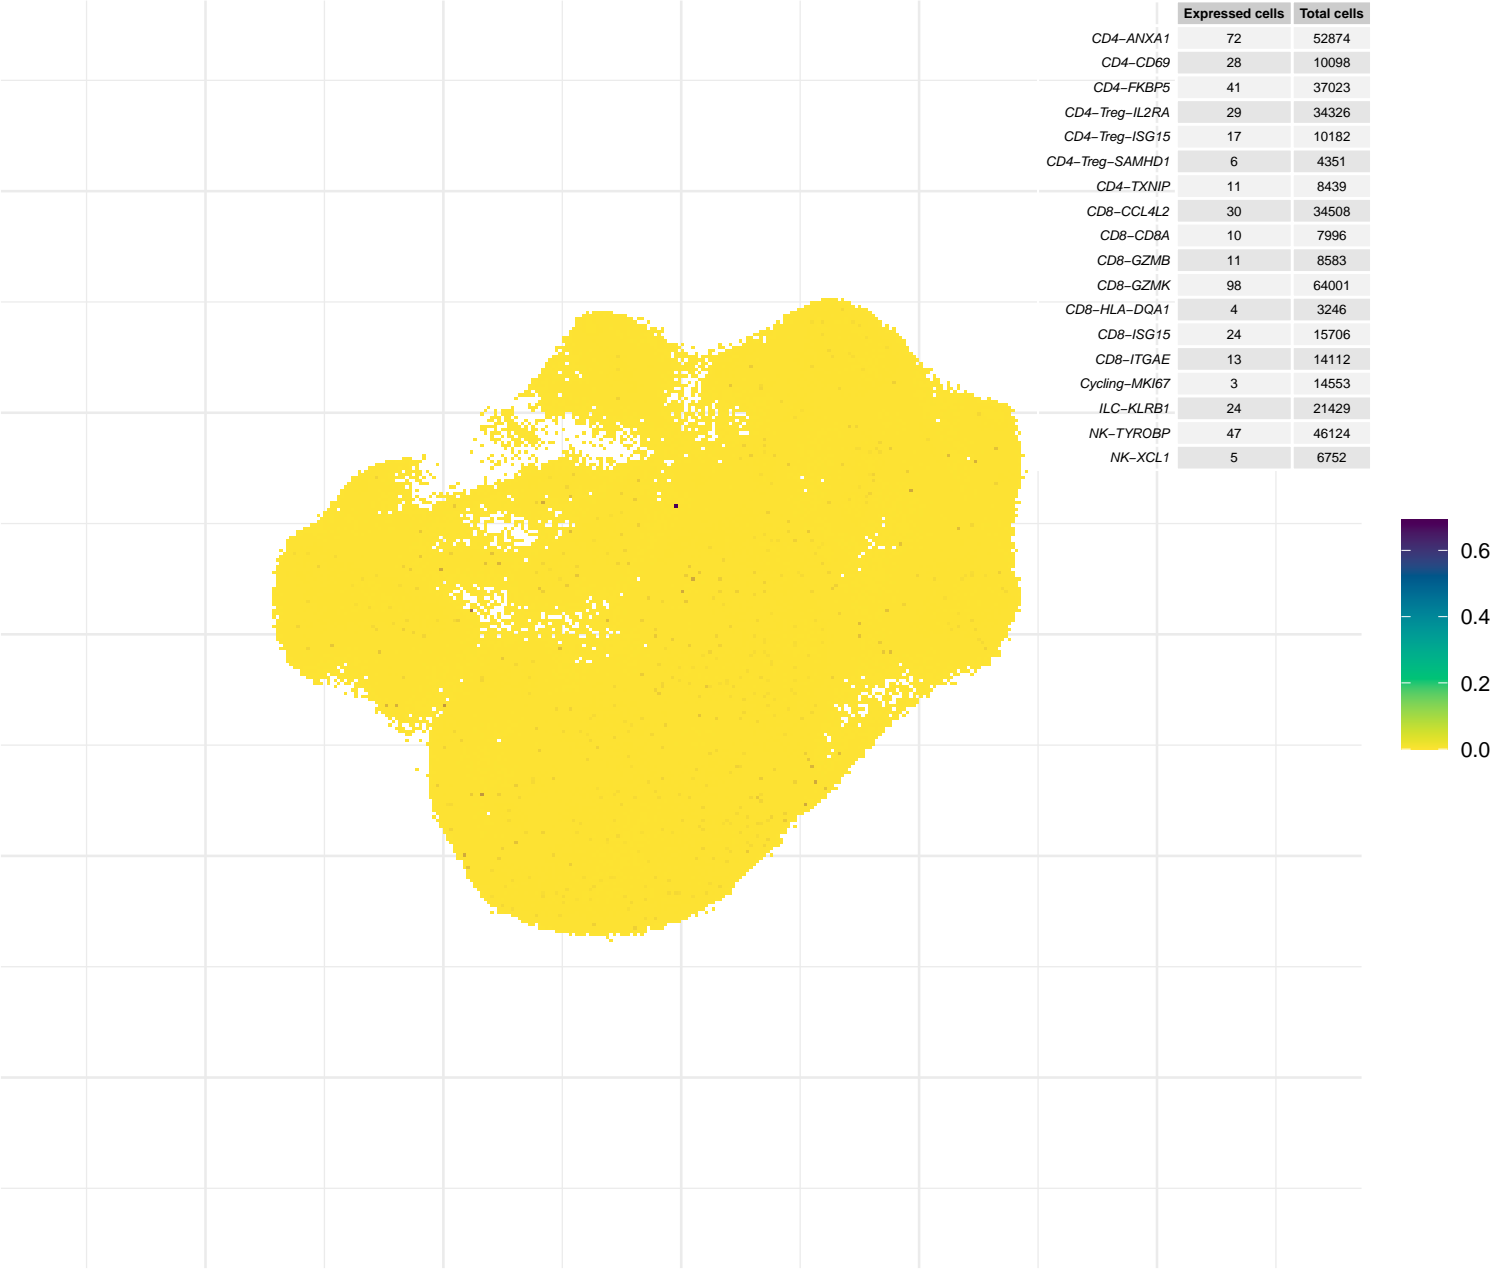 Expressed cells Total cells
CD4−ANXA1 72 52874
CD4−CD69 28 10098
CD4−FKBP5 41 37023
CD4−Treg−IL2RA 29 34326
CD4−Treg−ISG15 17 10182
CD4−Treg−SAMHD1 6 4351
CD4−TXNIP 11 8439
CD8−CCL4L2 30 34508
CD8−CD8A 10 7996
CD8−GZMB 11 8583
CD8−GZMK 98 64001
CD8−HLA−DQA1 4 3246
CD8−ISG15 24 15706
CD8−ITGAE 13 14112
Cycling−MKI67 3 14553
ILC−KLRB1 24 21429
NK−TYROBP 47 46124
NK−XCL1 5 6752
0.6
0.4
0.2
0.0